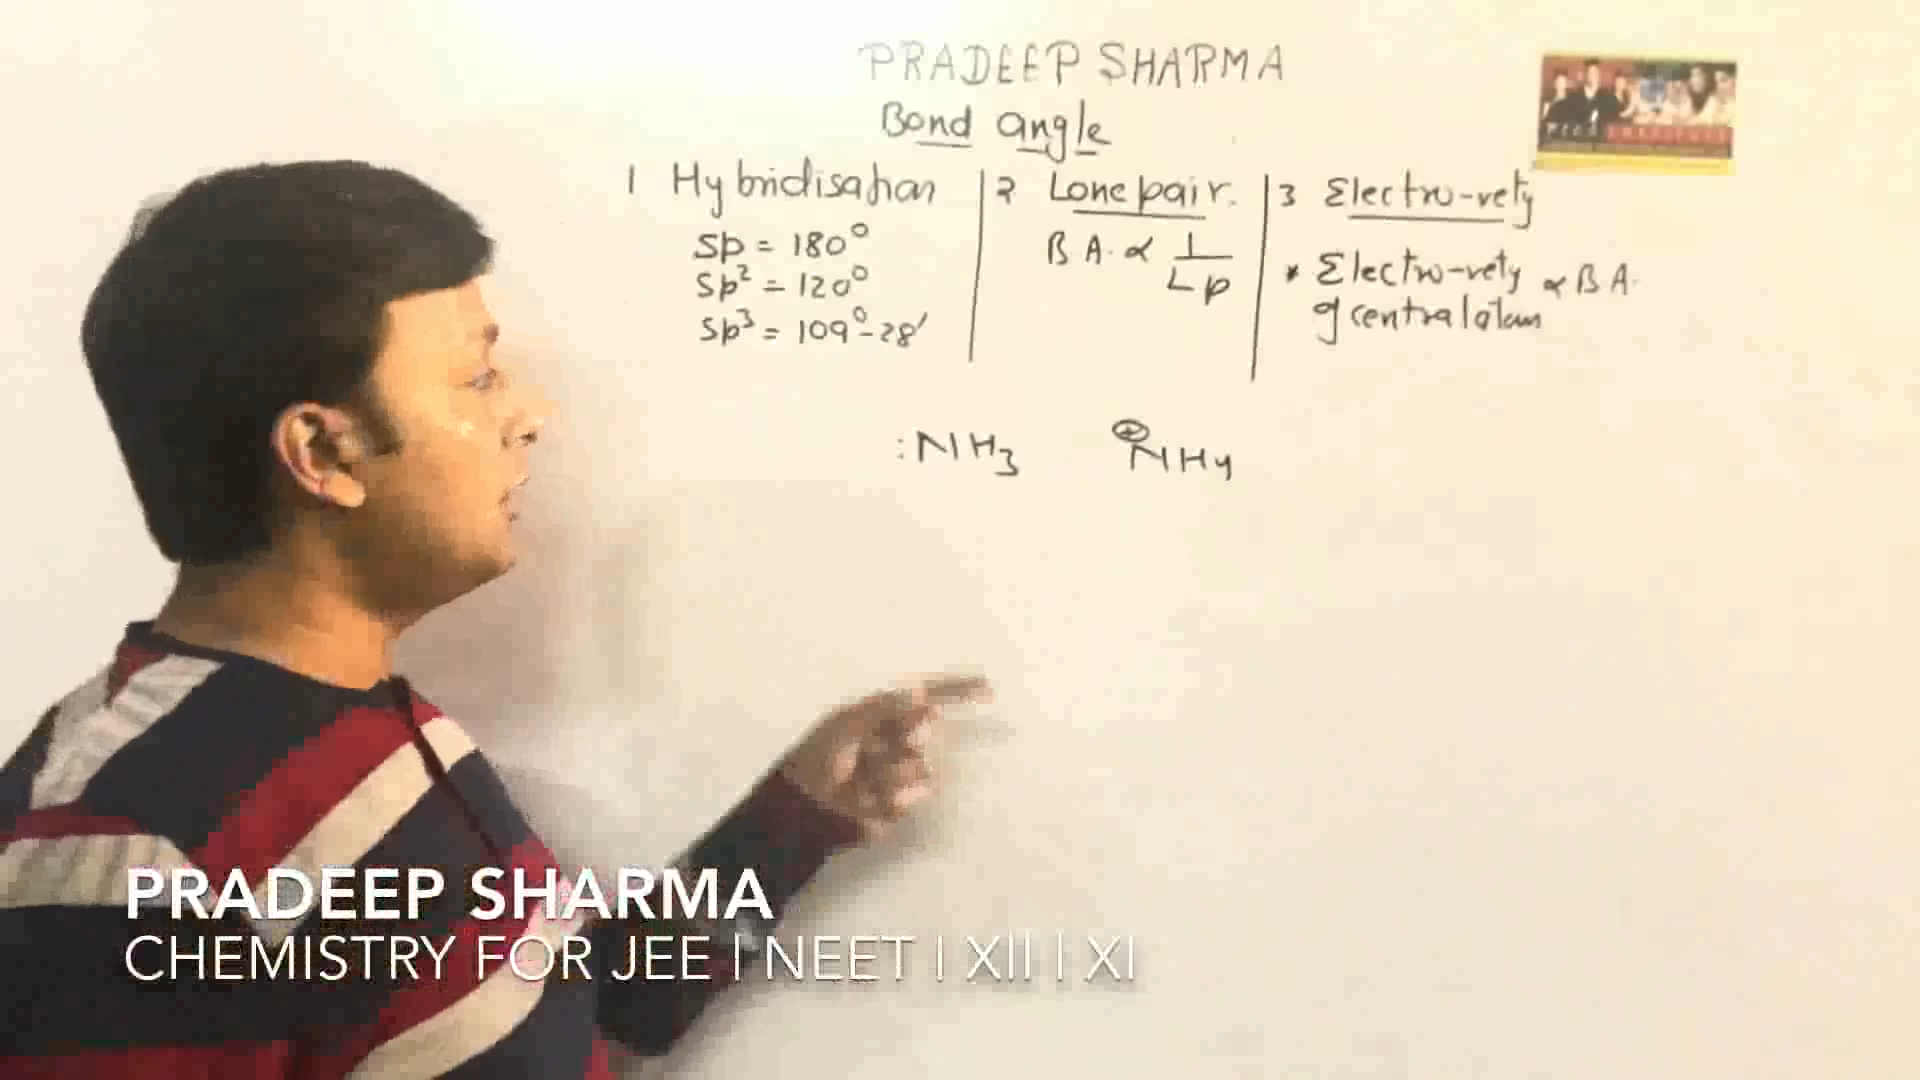 PRADEEP SHARMA
Bond angle
1 Hybridisation
sp = 180°
sp² = 120°
sp³ = 109°-28′
2 Lone pair.
B A. ∝ 1/Lp
3 Electro-vety
* Electro-vety ∝ B A.
of central atom
:NH3 ⊕NH4
PRADEEP SHARMA
CHEMISTRY FOR JEE | NEET | XII | XI